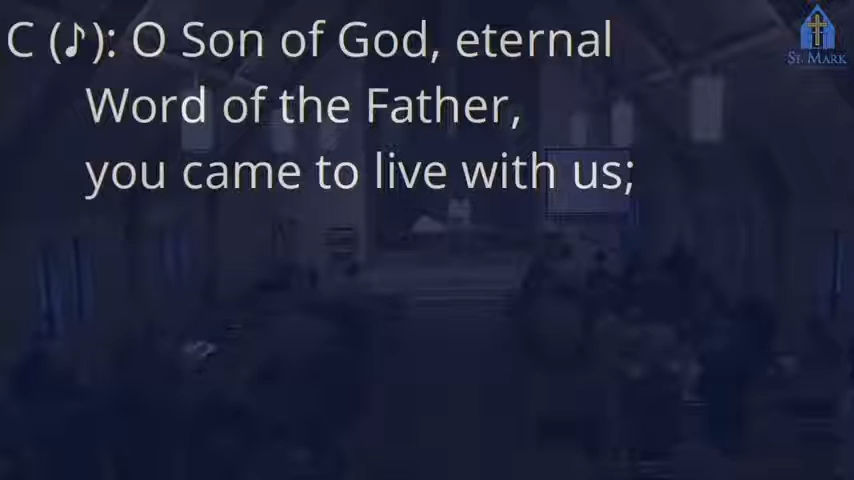 C (♪): O Son of God, eternal
Word of the Father,
you came to live with us;
ST. MARK